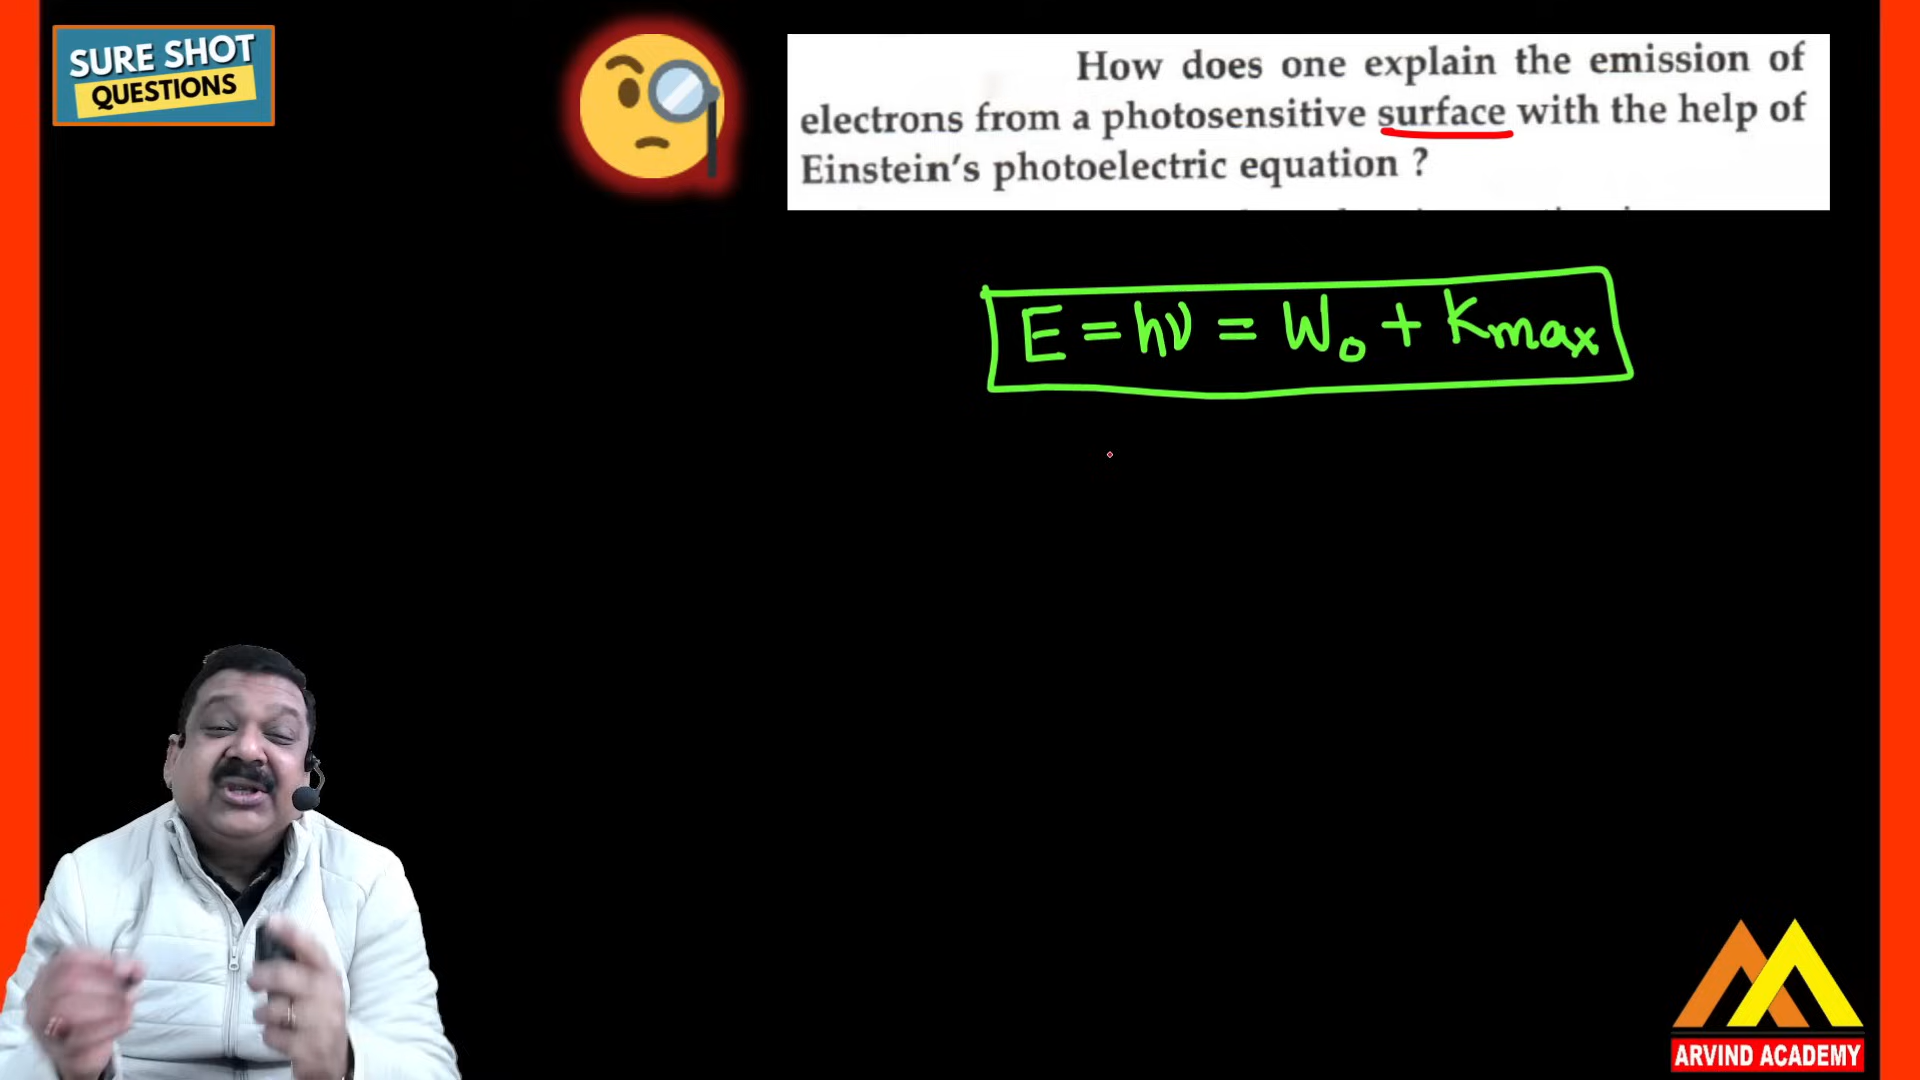 SURE SHOT
QUESTIONS
How does one explain the emission of
electrons from a photosensitive surface with the help of
Einstein's photoelectric equation ?
E = hν = W₀ + Kmax
ARVIND ACADEMY